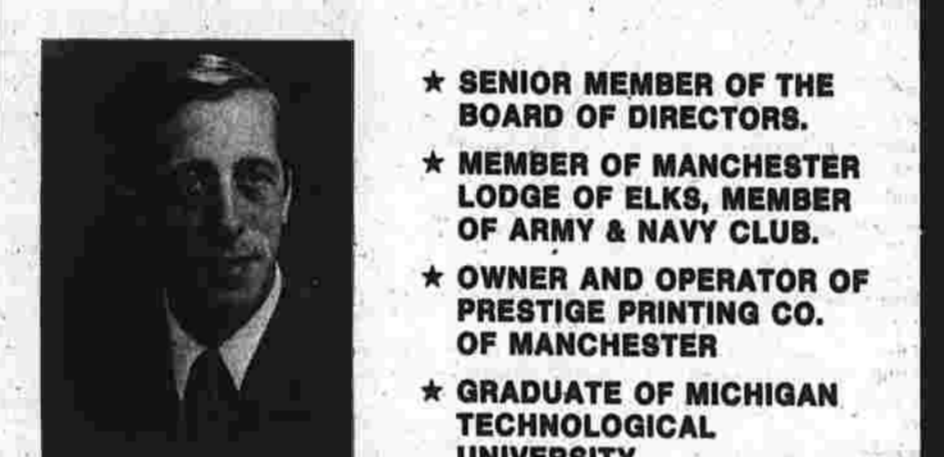 ★ SENIOR MEMBER OF THE
BOARD OF DIRECTORS.
★ MEMBER OF MANCHESTER
LODGE OF ELKS, MEMBER
OF ARMY & NAVY CLUB.
★ OWNER AND OPERATOR OF
PRESTIGE PRINTING CO.
OF MANCHESTER
★ GRADUATE OF MICHIGAN
TECHNOLOGICAL
UNIVERSITY